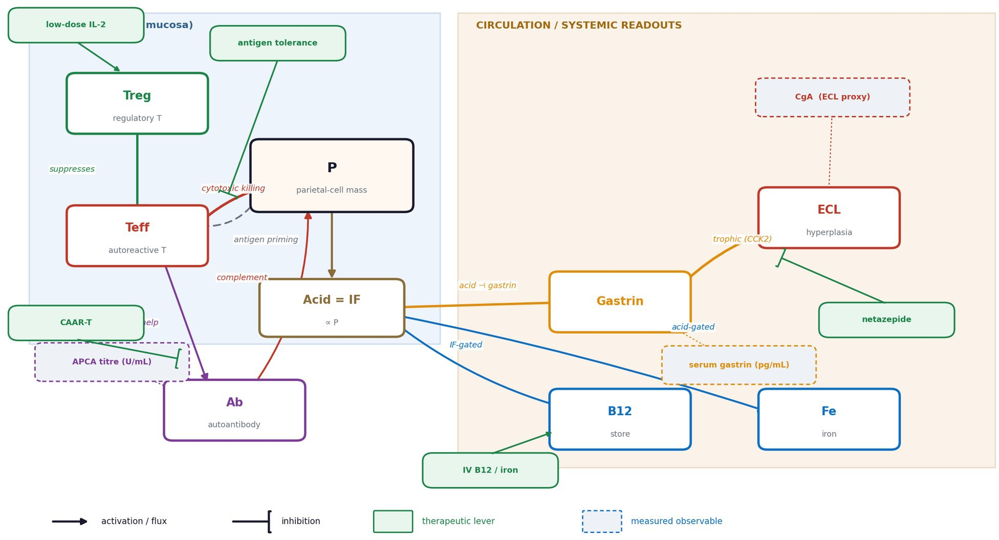 low-dose IL-2
mucosa)
antigen tolerance
CIRCULATION / SYSTEMIC READOUTS
Treg
regulatory T
CgA (ECL proxy)
suppresses
P
parietal-cell mass
cytotoxic killing
Teff
autoreactive T
antigen priming
ECL
hyperplasia
trophic (CCK2)
complement
acid ⊣ gastrin
Acid = IF
∝ P
Gastrin
netazepide
CAAR-T
help
acid-gated
IF-gated
APCA titre (U/mL)
serum gastrin (pg/mL)
Ab
autoantibody
B12
store
Fe
iron
IV B12 / iron
activation / flux
inhibition
therapeutic lever
measured observable